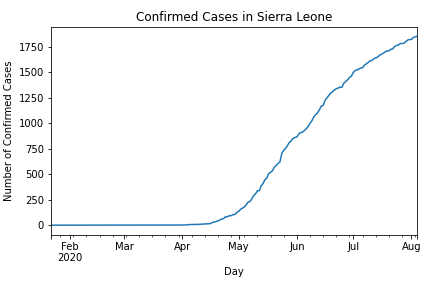 Confirmed Cases in Sierra Leone
Number of Confirmed Cases
1750
1500
1250
1000
750
500
250
0
Feb Mar Apr May Jun Jul Aug
2020
Day